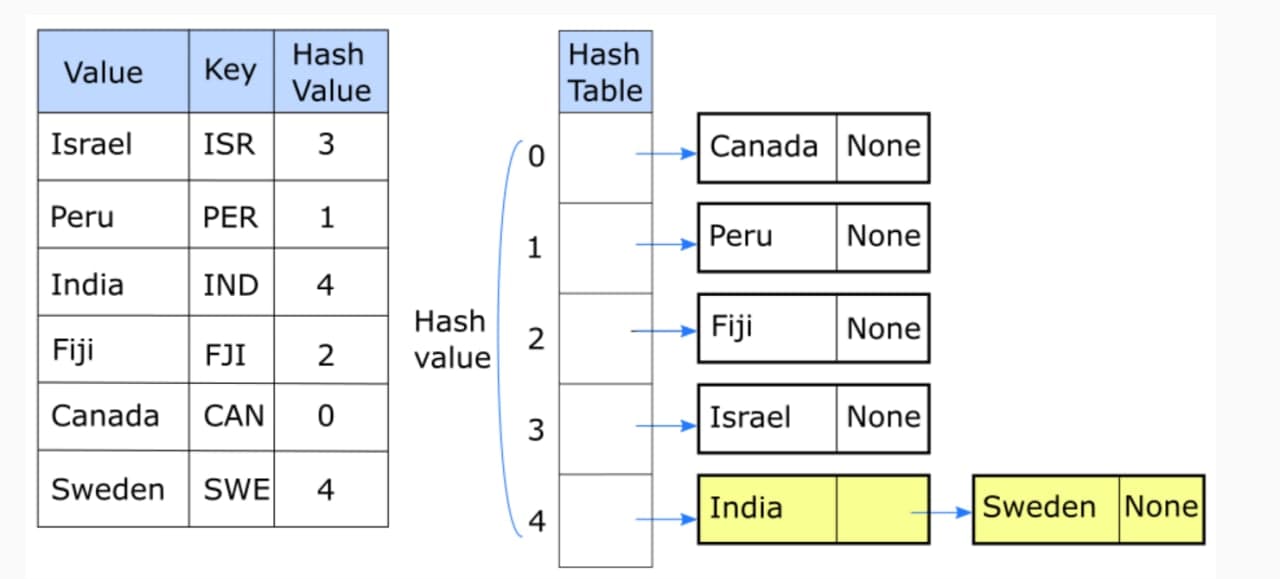 Value Key Hash Value
Israel ISR 3
Peru PER 1
India IND 4
Fiji FJI 2
Canada CAN 0
Sweden SWE 4
Hash value
Hash Table
0 Canada None
1 Peru None
2 Fiji None
3 Israel None
4 India Sweden None